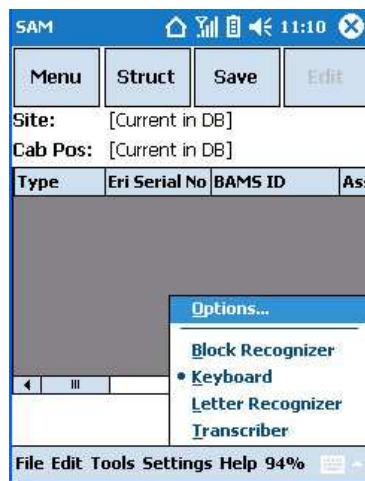 SAM 11:10
Menu Struct Save Edit
Site: [Current in DB]
Cab Pos: [Current in DB]
Type Eri Serial No BAMS ID As
Options...
Block Recognizer
Keyboard
Letter Recognizer
Transcriber
File Edit Tools Settings Help 94%